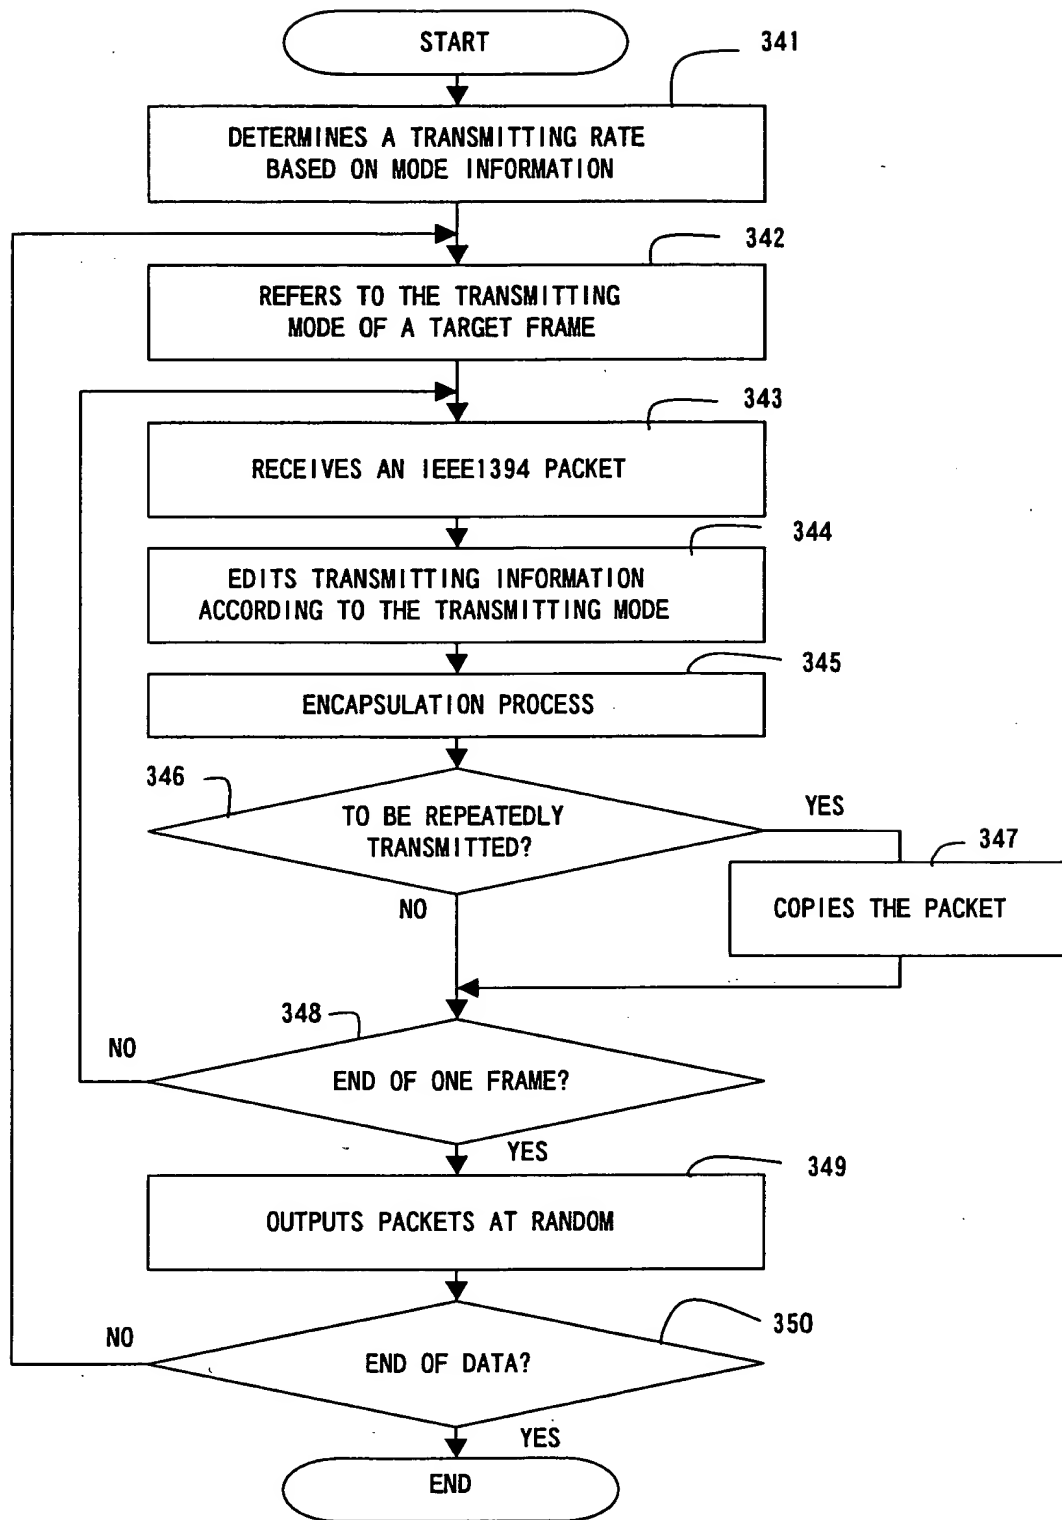 START
341
DETERMINES A TRANSMITTING RATE
BASED ON MODE INFORMATION
342
REFERS TO THE TRANSMITTING
MODE OF A TARGET FRAME
343
RECEIVES AN IEEE1394 PACKET
344
EDITS TRANSMITTING INFORMATION
ACCORDING TO THE TRANSMITTING MODE
345
ENCAPSULATION PROCESS
346
TO BE REPEATEDLY
TRANSMITTED?
YES
347
COPIES THE PACKET
NO
348
NO
END OF ONE FRAME?
YES
349
OUTPUTS PACKETS AT RANDOM
350
NO
END OF DATA?
YES
END